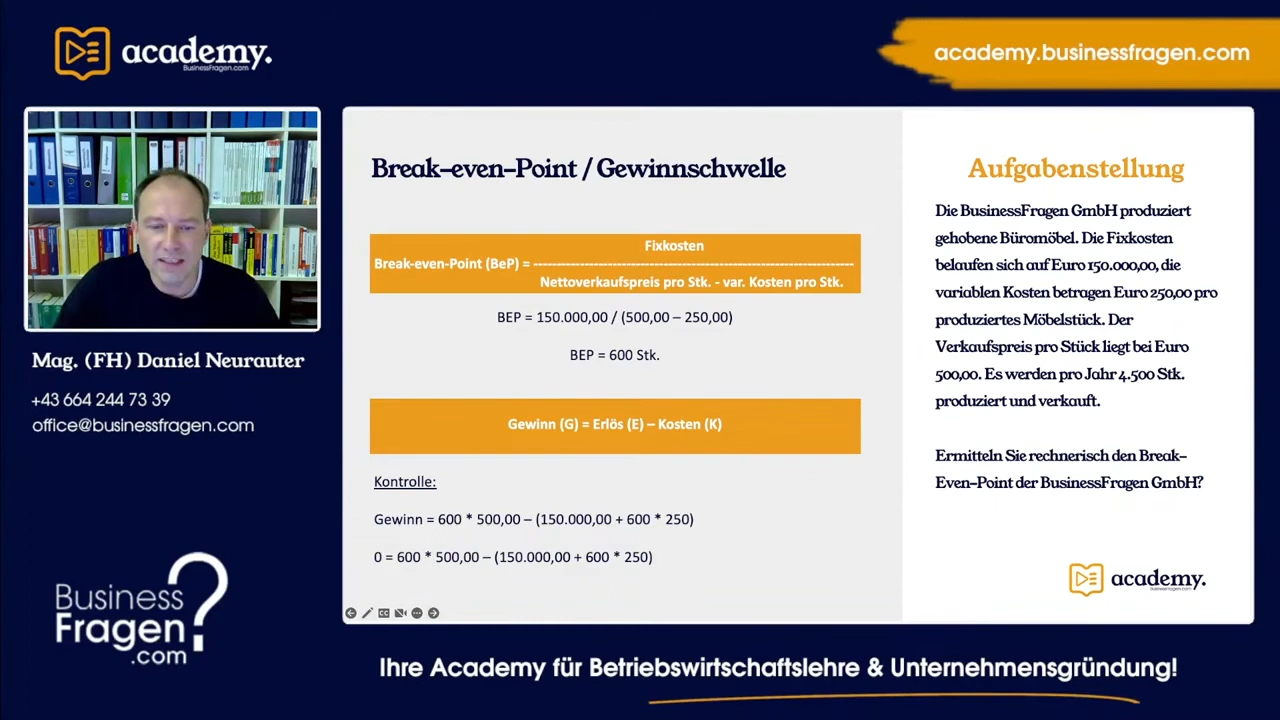 academy.
BusinessFragen.com
academy.businessfragen.com
Mag. (FH) Daniel Neurauter
+43 664 244 73 39
office@businessfragen.com
Business
Fragen
.com
?
Break-even-Point / Gewinnschwelle
Fixkosten
Break-even-Point (BeP) = ----------------------------------------------------------------
Nettoverkaufspreis pro Stk. - var. Kosten pro Stk.
BEP = 150.000,00 / (500,00 – 250,00)
BEP = 600 Stk.
Gewinn (G) = Erlös (E) – Kosten (K)
Kontrolle:
Gewinn = 600 * 500,00 – (150.000,00 + 600 * 250)
0 = 600 * 500,00 – (150.000,00 + 600 * 250)
Aufgabenstellung
Die BusinessFragen GmbH produziert
gehobene Büromöbel. Die Fixkosten
belaufen sich auf Euro 150.000,00, die
variablen Kosten betragen Euro 250,00 pro
produziertes Möbelstück. Der
Verkaufspreis pro Stück liegt bei Euro
500,00. Es werden pro Jahr 4.500 Stk.
produziert und verkauft.
Ermitteln Sie rechnerisch den Break-
Even-Point der BusinessFragen GmbH?
academy.
BusinessFragen.com
Ihre Academy für Betriebswirtschaftslehre & Unternehmensgründung!